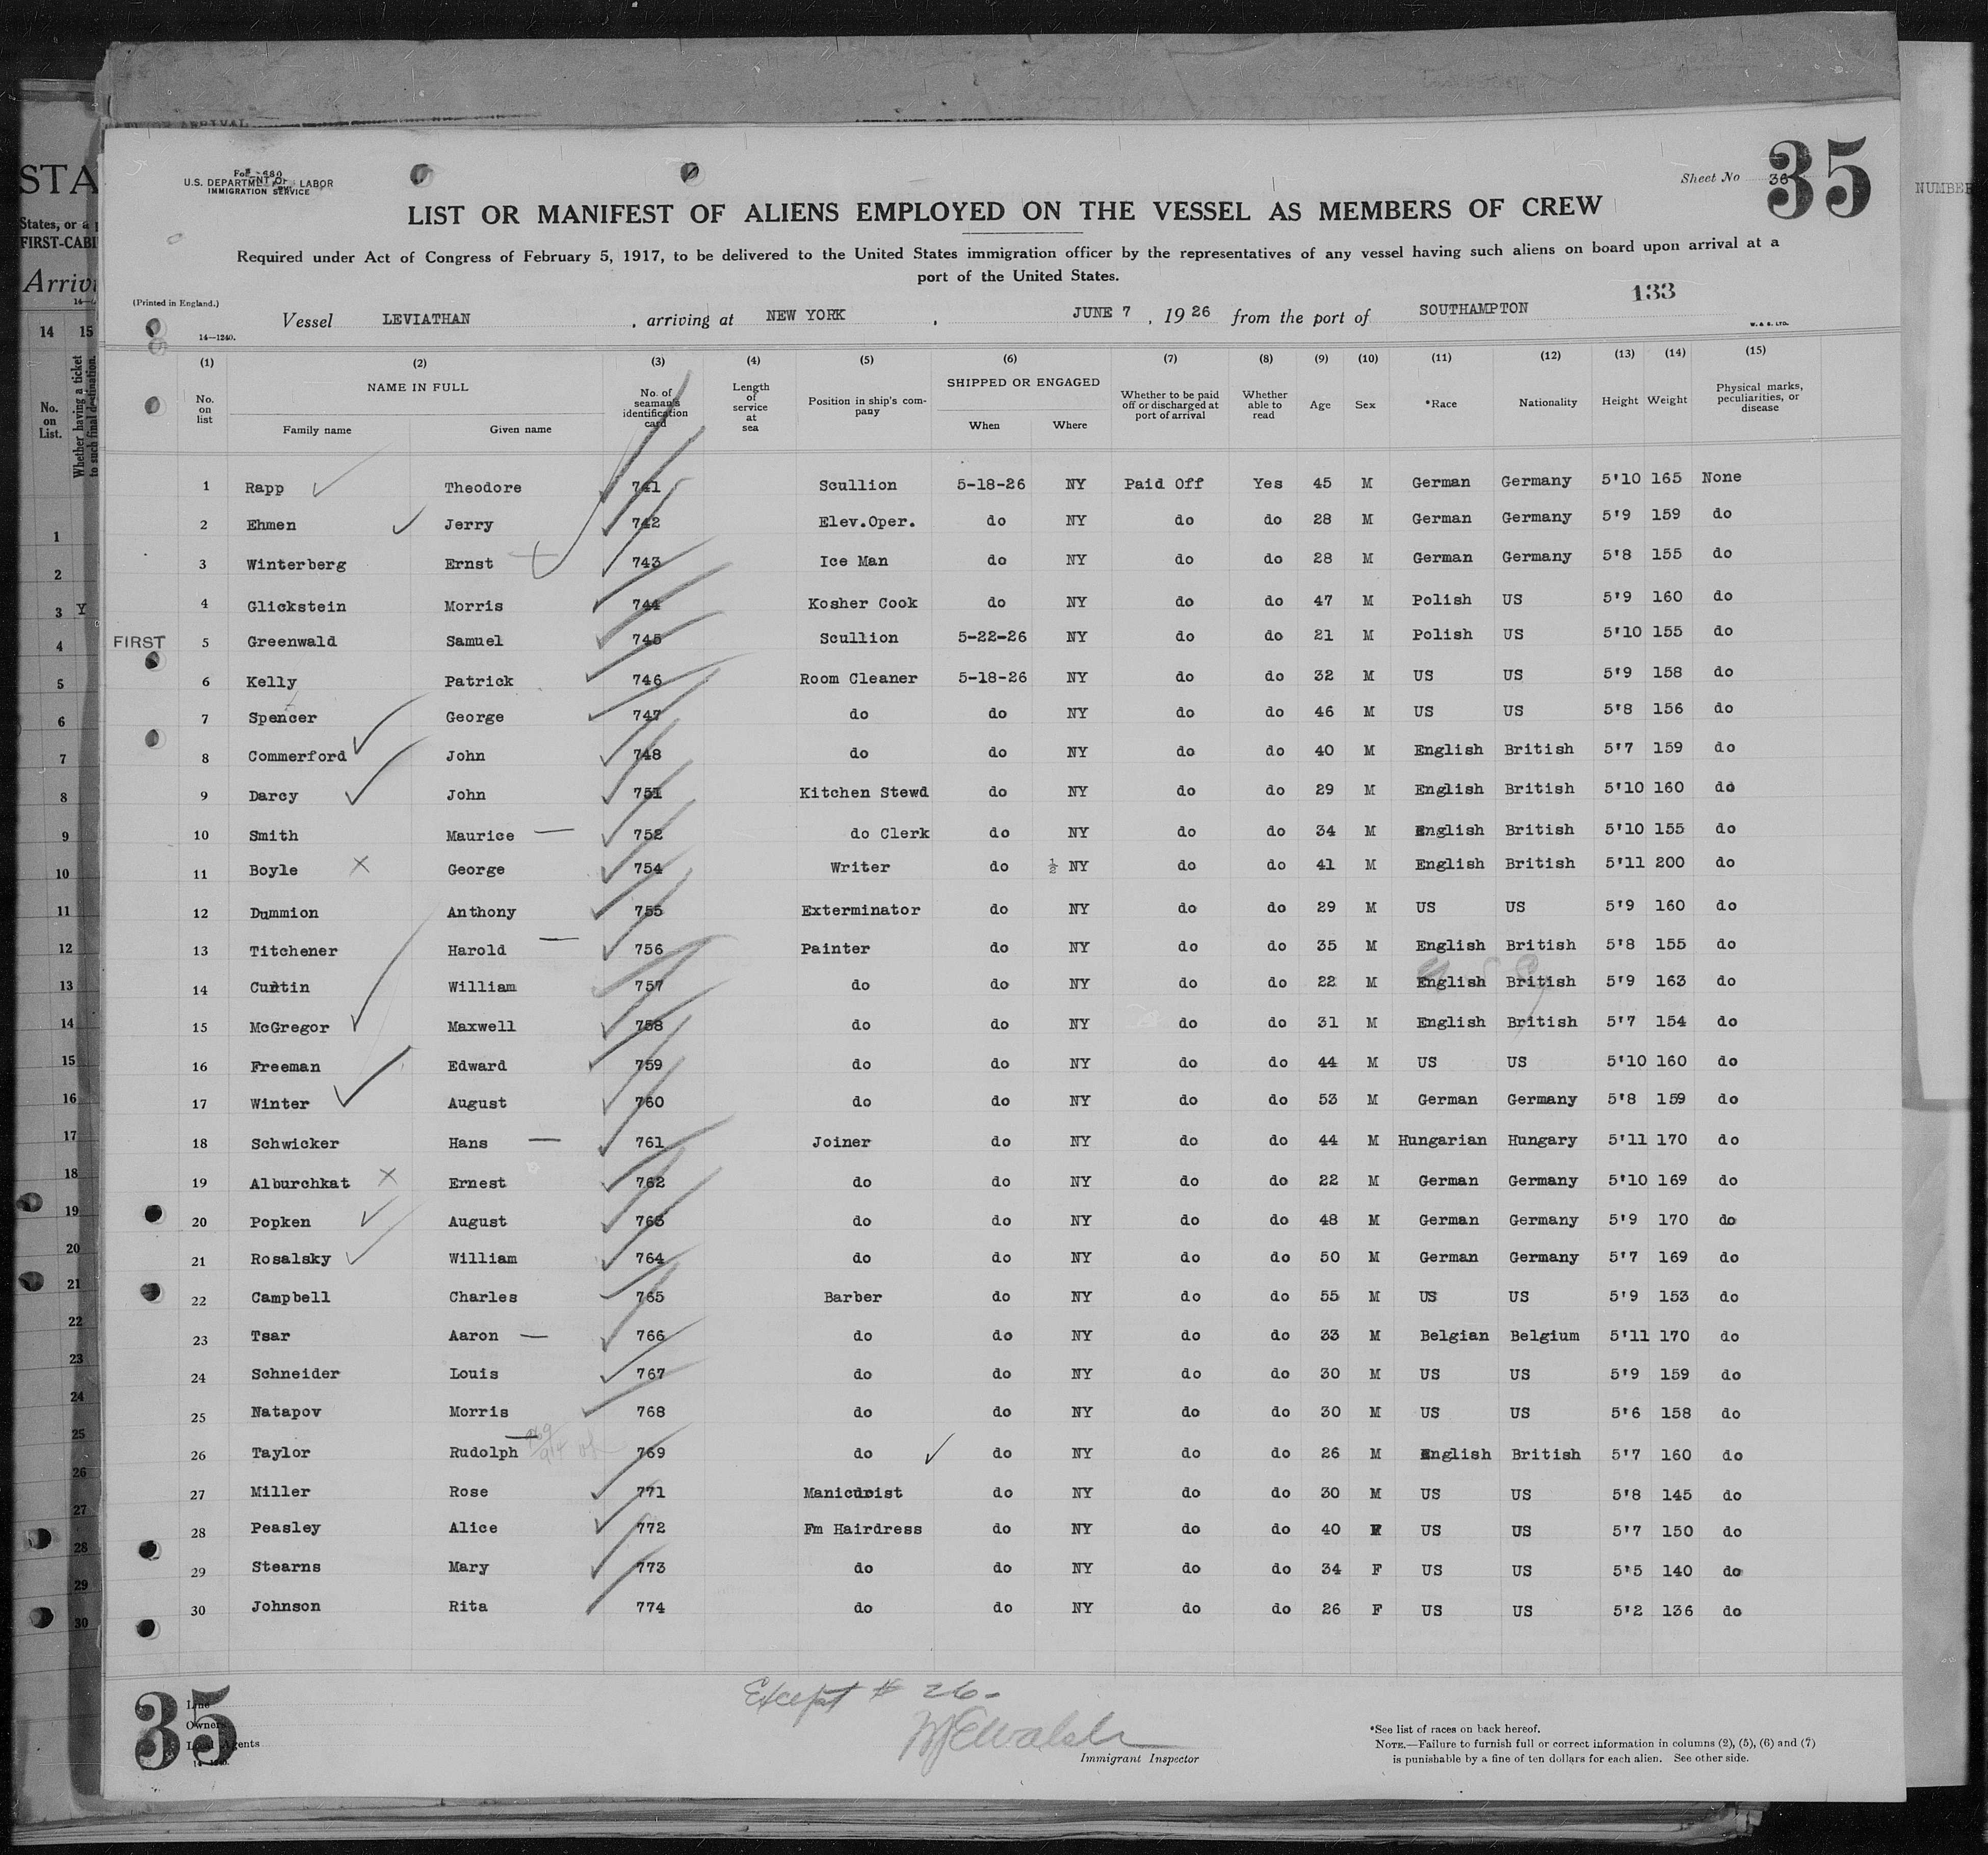 35
Sheet No 36
U.S. DEPARTMENT OF LABOR
IMMIGRATION SERVICE
LIST OR MANIFEST OF ALIENS EMPLOYED ON THE VESSEL AS MEMBERS OF CREW
Required under Act of Congress of February 5, 1917, to be delivered to the United States immigration officer by the representatives of any vessel having such aliens on board upon arrival at a
port of the United States.
(Printed in England.)
133
Vessel LEVIATHAN , arriving at NEW YORK , JUNE 7 , 19 26 from the port of SOUTHAMPTON
14—1240. W. & S. LTD.
(1) (2) (3) (4) (5) (6) (7) (8) (9) (10) (11) (12) (13) (14) (15)
No. on list NAME IN FULL Family name Given name No. of seaman's identification card Length of service at sea Position in ship's company SHIPPED OR ENGAGED When Where Whether to be paid off or discharged at port of arrival Whether able to read Age Sex *Race Nationality Height Weight Physical marks, peculiarities, or disease
1 Rapp Theodore 741 Scullion 5-18-26 NY Paid Off Yes 45 M German Germany 5'10 165 None
2 Ehmen Jerry 742 Elev.Oper. do NY do do 28 M German Germany 5'9 159 do
3 Winterberg Ernst 743 Ice Man do NY do do 28 M German Germany 5'8 155 do
4 Glickstein Morris 744 Kosher Cook do NY do do 47 M Polish US 5'9 160 do
FIRST 5 Greenwald Samuel 745 Scullion 5-22-26 NY do do 21 M Polish US 5'10 155 do
6 Kelly Patrick 746 Room Cleaner 5-18-26 NY do do 32 M US US 5'9 158 do
7 Spencer George 747 do do NY do do 46 M US US 5'8 156 do
8 Commerford John 748 do do NY do do 40 M English British 5'7 159 do
9 Darcy John 751 Kitchen Stewd do NY do do 29 M English British 5'10 160 do
10 Smith Maurice 752 do Clerk do NY do do 34 M English British 5'10 155 do
11 Boyle George 754 Writer do ½ NY do do 41 M English British 5'11 200 do
12 Dummion Anthony 755 Exterminator do NY do do 29 M US US 5'9 160 do
13 Titchener Harold 756 Painter do NY do do 35 M English British 5'8 155 do
14 Curtin William 757 do do NY do do 22 M English British 5'9 163 do
15 McGregor Maxwell 758 do do NY do do 31 M English British 5'7 154 do
16 Freeman Edward 759 do do NY do do 44 M US US 5'10 160 do
17 Winter August 760 do do NY do do 53 M German Germany 5'8 159 do
18 Schwicker Hans 761 Joiner do NY do do 44 M Hungarian Hungary 5'11 170 do
19 Alburchkat Ernest 762 do do NY do do 22 M German Germany 5'10 169 do
20 Popken August 763 do do NY do do 48 M German Germany 5'9 170 do
21 Rosalsky William 764 do do NY do do 50 M German Germany 5'7 169 do
22 Campbell Charles 765 Barber do NY do do 55 M US US 5'9 153 do
23 Tsar Aaron 766 do do NY do do 33 M Belgian Belgium 5'11 170 do
24 Schneider Louis 767 do do NY do do 30 M US US 5'9 159 do
25 Natapov Morris 768 do do NY do do 30 M US US 5'6 158 do
26 Taylor Rudolph 769 do do NY do do 26 M English British 5'7 160 do
27 Miller Rose 771 Manicurist do NY do do 30 M US US 5'8 145 do
28 Peasley Alice 772 Fm Hairdress do NY do do 40 F US US 5'7 150 do
29 Stearns Mary 773 do do NY do do 34 F US US 5'5 140 do
30 Johnson Rita 774 do do NY do do 26 F US US 5'2 136 do
Except # 26-
35
Line
Owners
Local Agents
14—1240.
Immigrant Inspector
*See list of races on back hereof.
NOTE.—Failure to furnish full or correct information in columns (2), (5), (6) and (7)
is punishable by a fine of ten dollars for each alien. See other side.
STA
States, or a
FIRST-CABI
14 15
No. on List.
Whether having a ticket to such final destination.
NUMBER